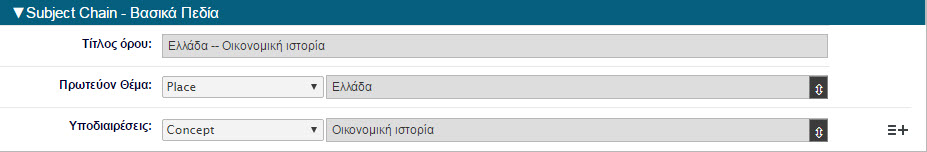 ▼Subject Chain - Βασικά Πεδία
Τίτλος όρου: Ελλάδα -- Οικονομική ιστορία
Πρωτεύον Θέμα: Place ▼ Ελλάδα
Υποδιαιρέσεις: Concept ▼ Οικονομική ιστορία